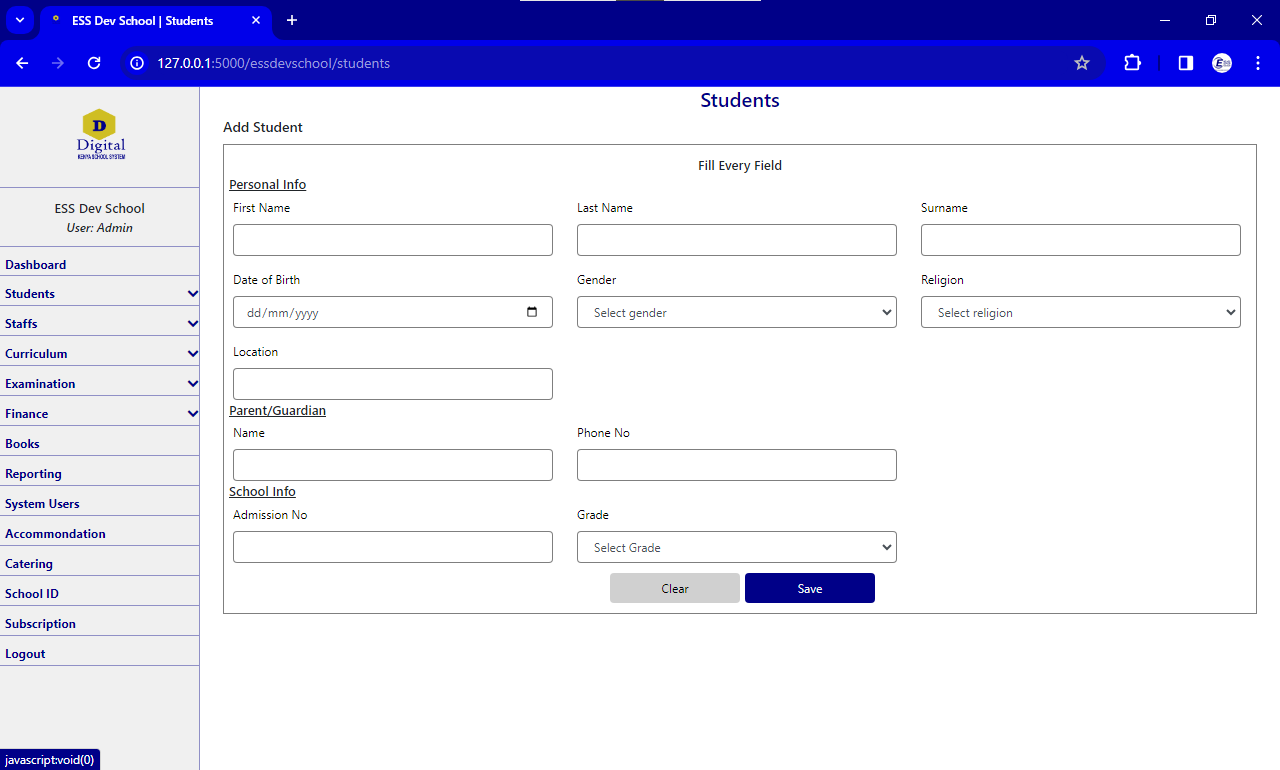 ESS Dev School | Students
127.0.0.1:5000/essdevschool/students
D
Digital
KENYA SCHOOL SYSTEM
ESS Dev School
User: Admin
Dashboard
Students
Staffs
Curriculum
Examination
Finance
Books
Reporting
System Users
Accommondation
Catering
School ID
Subscription
Logout
javascript:void(0)
Students
Add Student
Fill Every Field
Personal Info
First Name Last Name Surname
Date of Birth Gender Religion
dd/mm/yyyy Select gender Select religion
Location
Parent/Guardian
Name Phone No
School Info
Admission No Grade
Select Grade
Clear Save